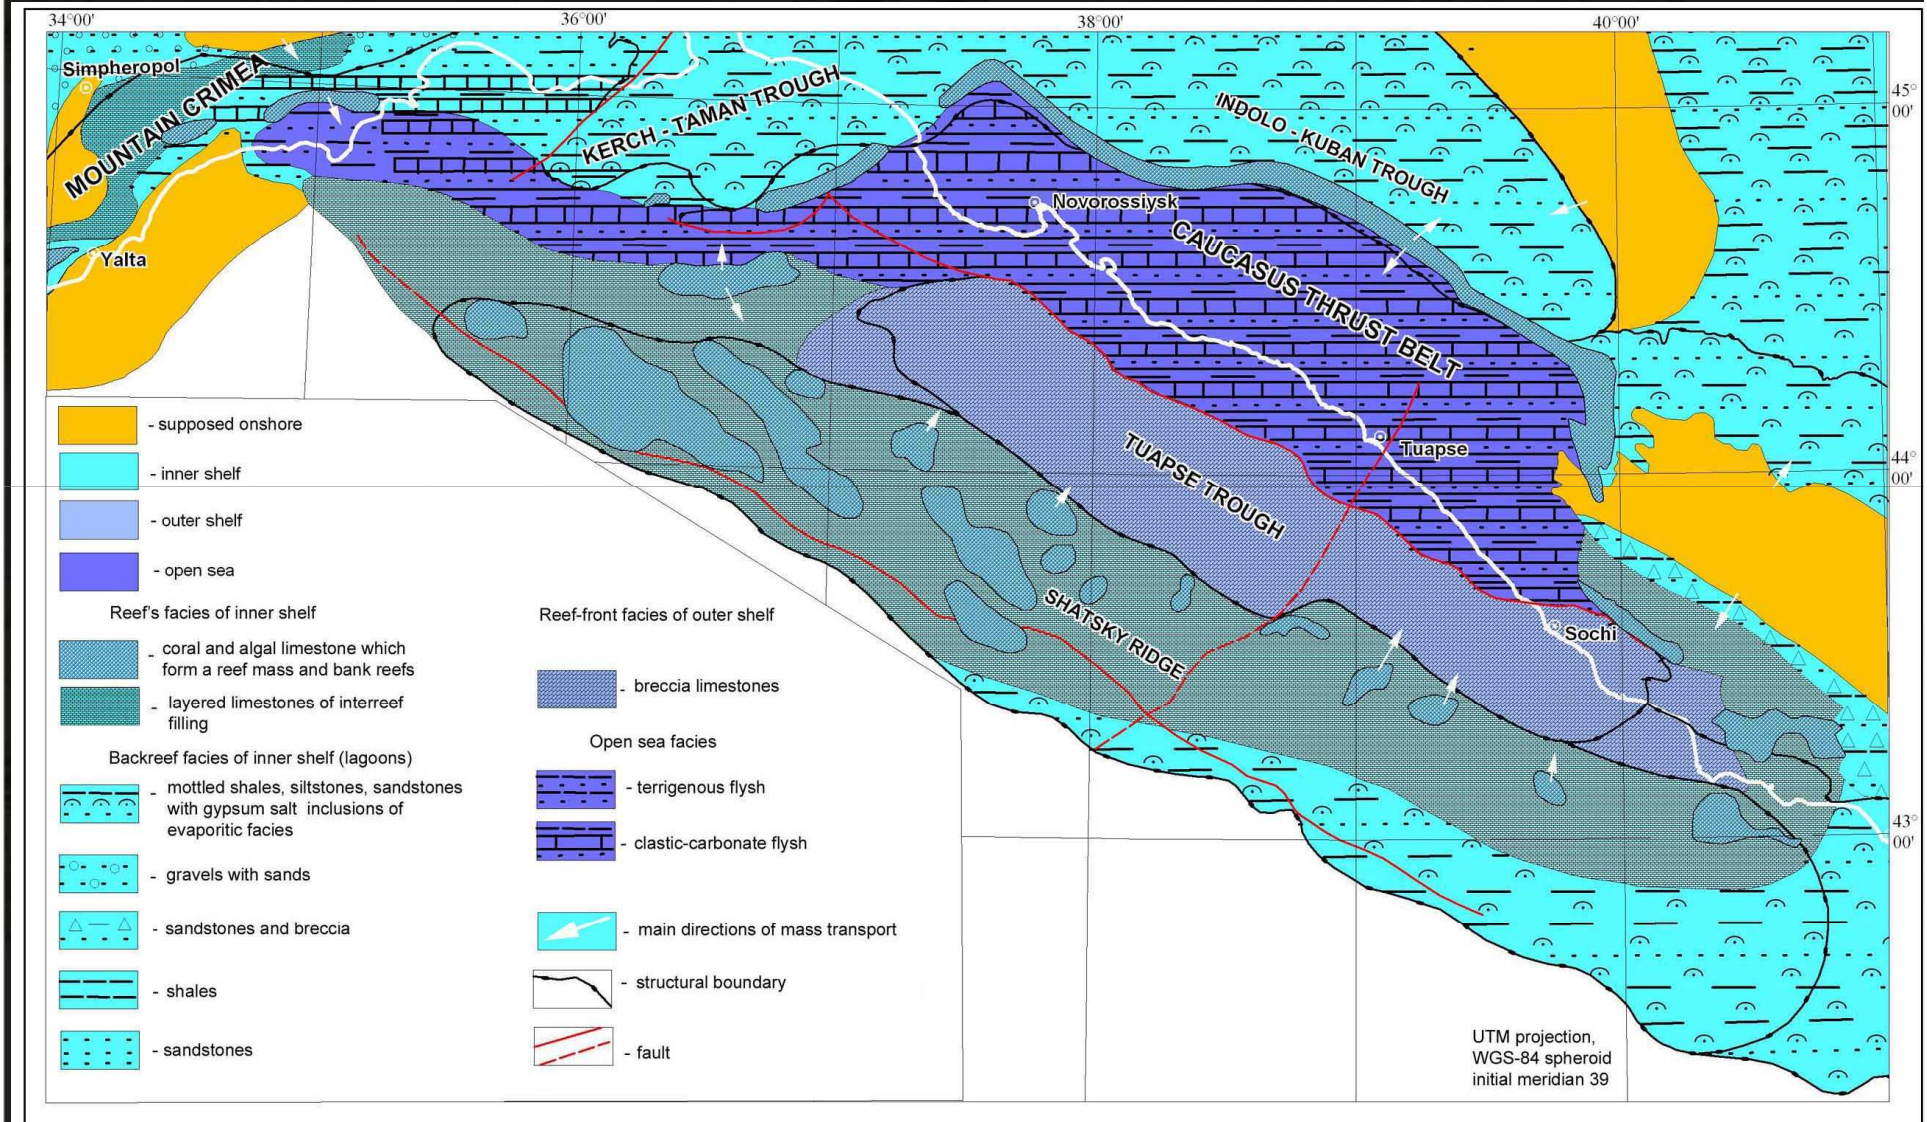 34°00'
36°00'
38°00'
40°00'
Simpheropol
MOUNTAIN CRIMEA
KERCH - TAMAN TROUGH
INDOLO - KUBAN TROUGH
45°
00'
Novorossiysk
CAUCASUS THRUST BELT
Yalta
TUAPSE TROUGH
Tuapse
44°
00'
SHATSKY RIDGE
Sochi
43°
00'
- supposed onshore
- inner shelf
- outer shelf
- open sea
Reef's facies of inner shelf
- coral and algal limestone which
form a reef mass and bank reefs
- layered limestones of interreef
filling
Backreef facies of inner shelf (lagoons)
- mottled shales, siltstones, sandstones
with gypsum salt inclusions of
evaporitic facies
- gravels with sands
- sandstones and breccia
- shales
- sandstones
Reef-front facies of outer shelf
- breccia limestones
Open sea facies
- terrigenous flysh
- clastic-carbonate flysh
- main directions of mass transport
- structural boundary
- fault
UTM projection,
WGS-84 spheroid
initial meridian 39